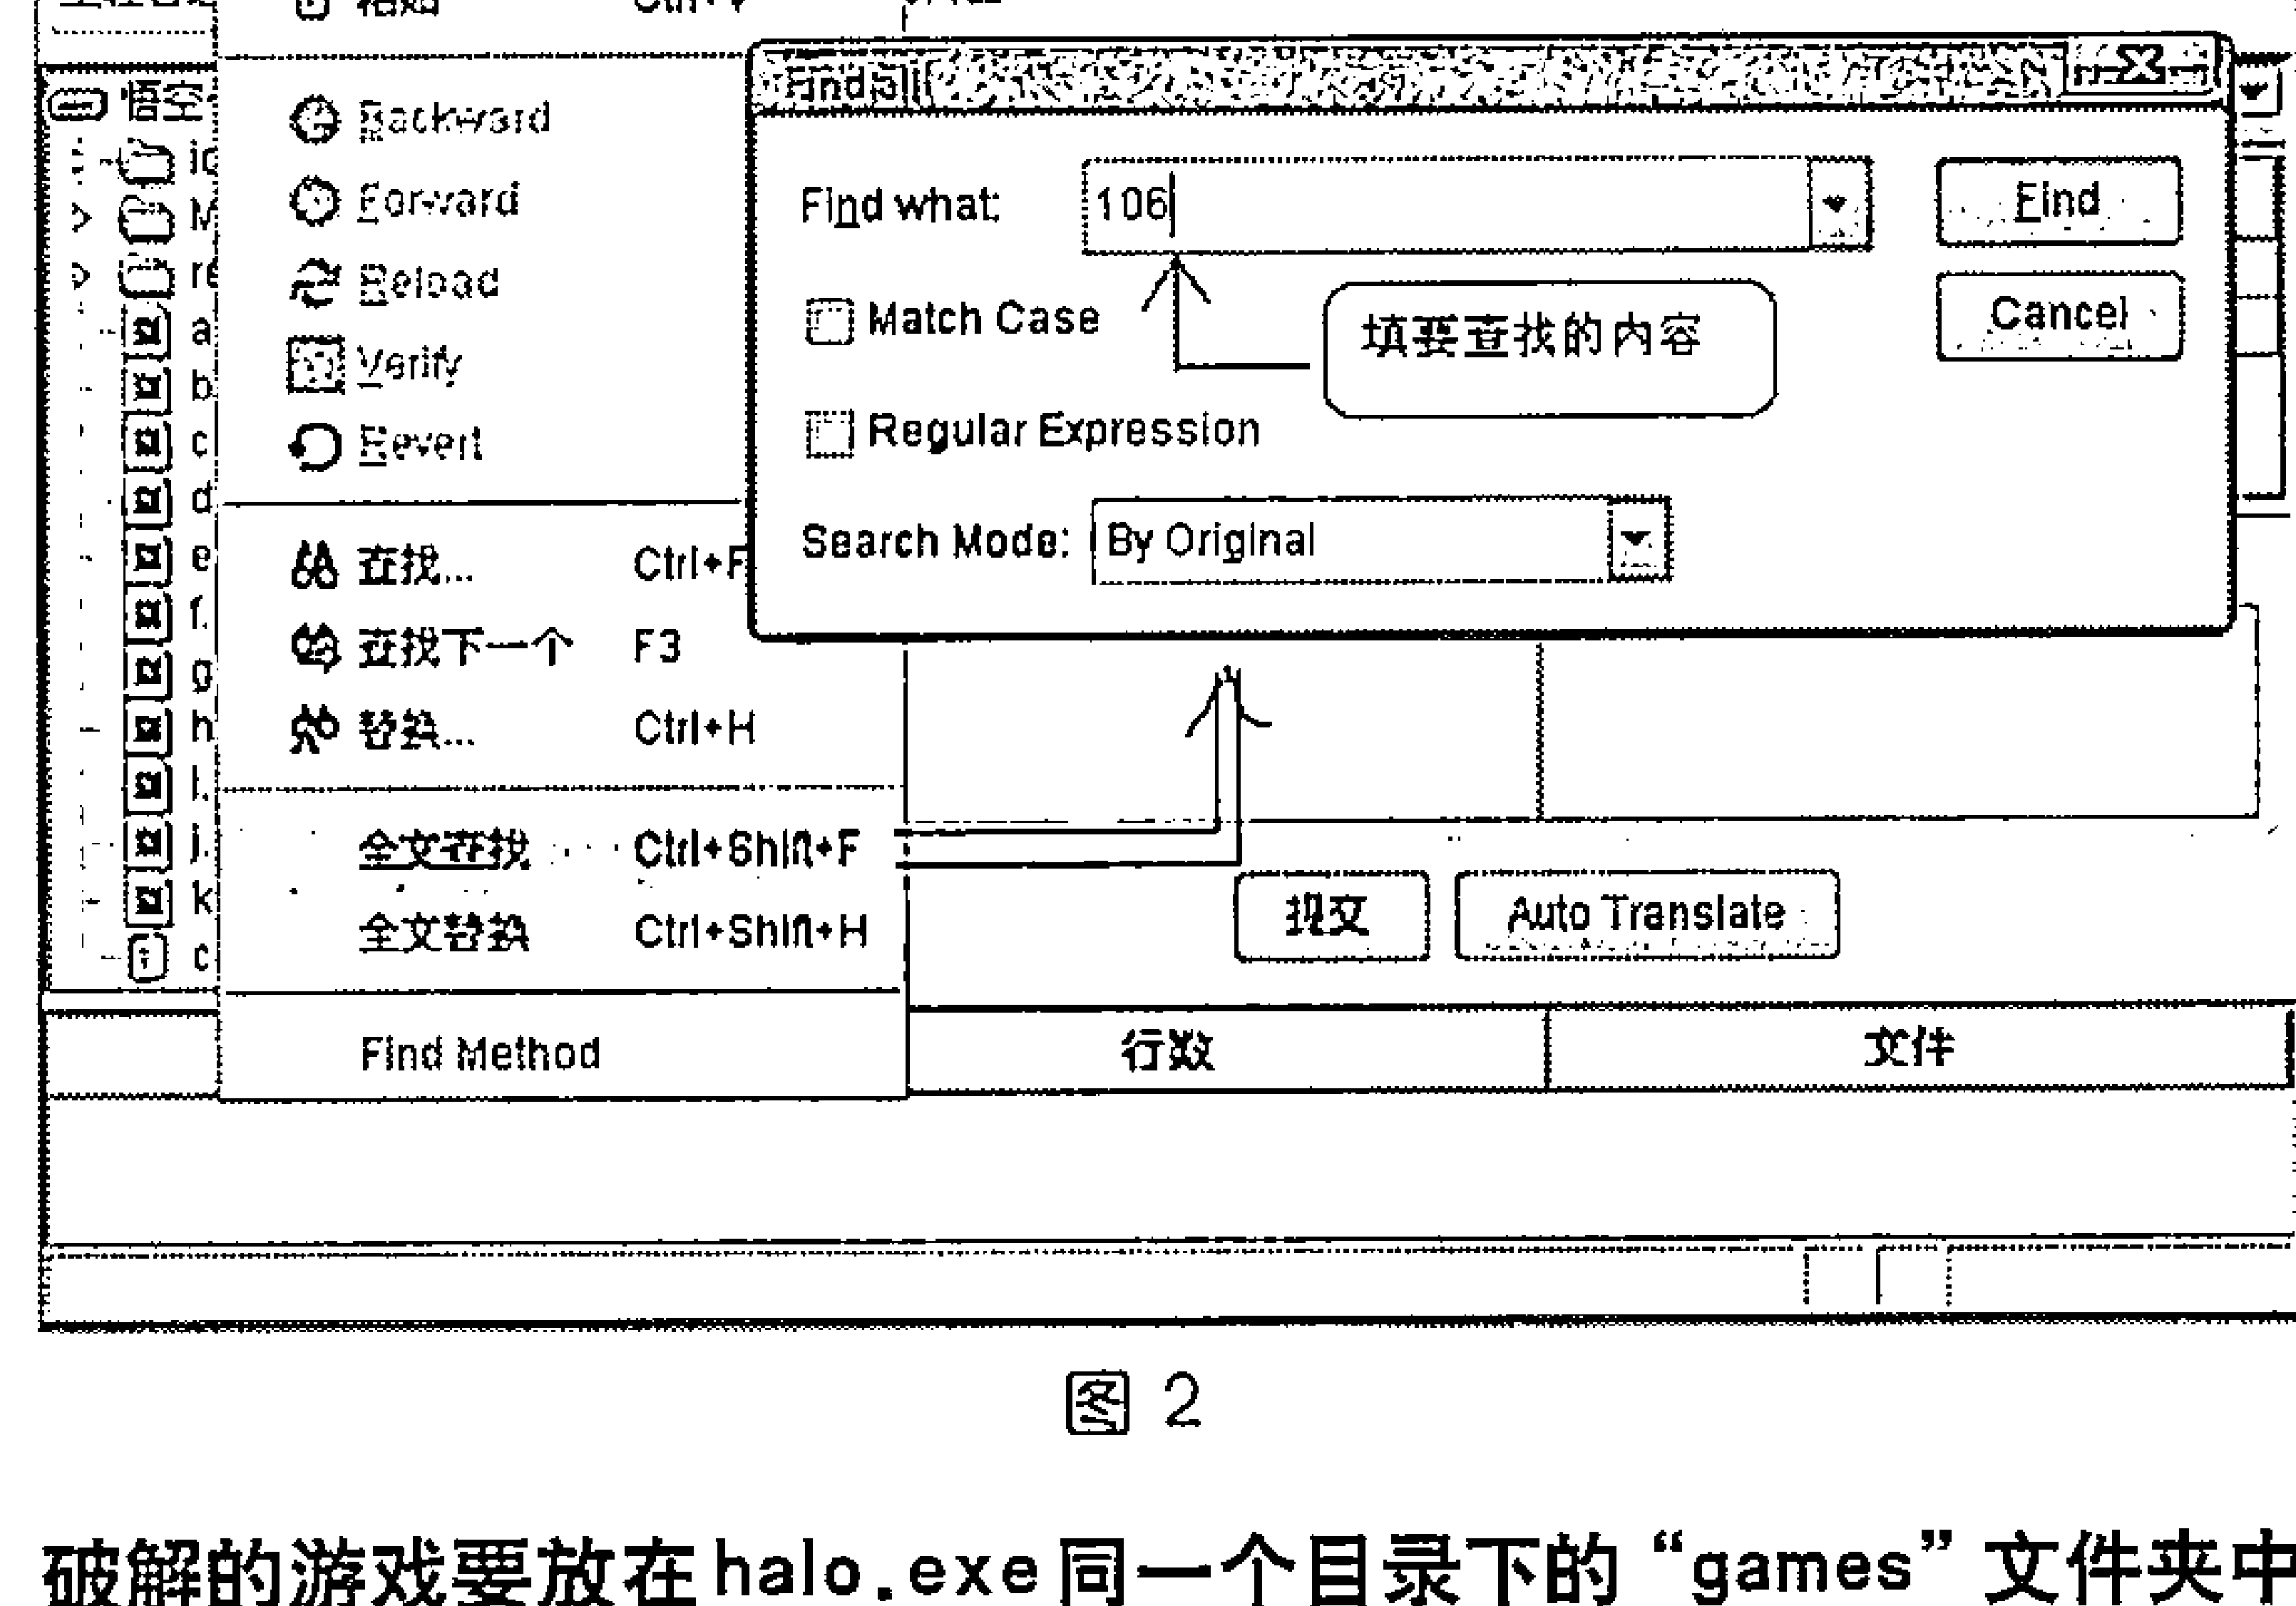 Backward
Forward
Reload
Verify
Revert
查找... Ctrl+F
查找下一个 F3
替换... Ctrl+H
全文查找 Ctrl+Shift+F
全文替换 Ctrl+Shift+H
Find Method
Find what: 106
Find
Match Case
填要查找的内容
Cancel
Regular Expression
Search Mode: By Original
Auto Translate
行数
文件
图 2
破解的游戏要放在halo.exe同一个目录下的“games”文件夹中